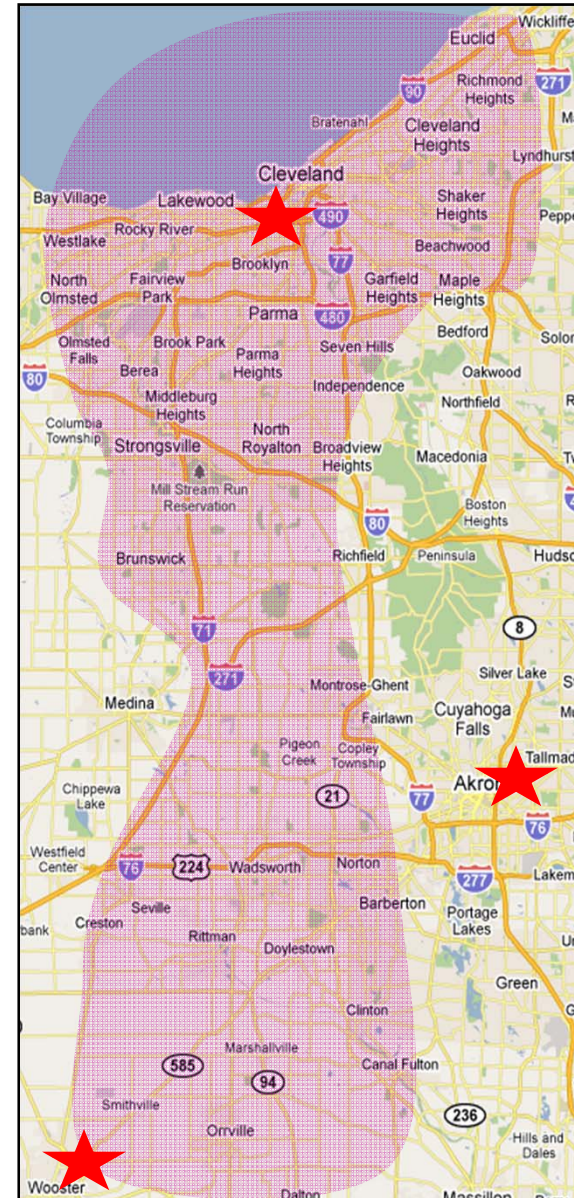 Wickliffe
Euclid
271
Richmond
Heights
90
Bratenahl
Cleveland
Heights
Lyndhurst
Cleveland
Bay Village
Lakewood
Shaker
Heights
490
Rocky River
Westlake
Beachwood
77
Brooklyn
North
Olmsted
Fairview
Park
Garfield
Heights
Maple
Heights
Parma
480
Bedford
Olmsted
Falls
Brook Park
Seven Hills
Parma
Heights
Berea
Oakwood
80
Independence
Middleburg
Heights
Northfield
Columbia
Township
North
Royalton
Strongsville
Broadview
Heights
Macedonia
Mill Stream Run
Reservation
Boston
Heights
80
Brunswick
Richfield
Peninsula
8
71
271
Silver Lake
Montrose-Ghent
Medina
Cuyahoga
Falls
Fairlawn
Pigeon
Creek
Copley
Township
Chippewa
Lake
21
77
76
Westfield
Center
76
224
Wadsworth
Norton
277
Seville
Barberton
Creston
Portage
Lakes
Rittman
Doylestown
Green
Clinton
Marshallville
585
Canal Fulton
94
Smithville
236
Orrville
Hills and
Dales
Wooster